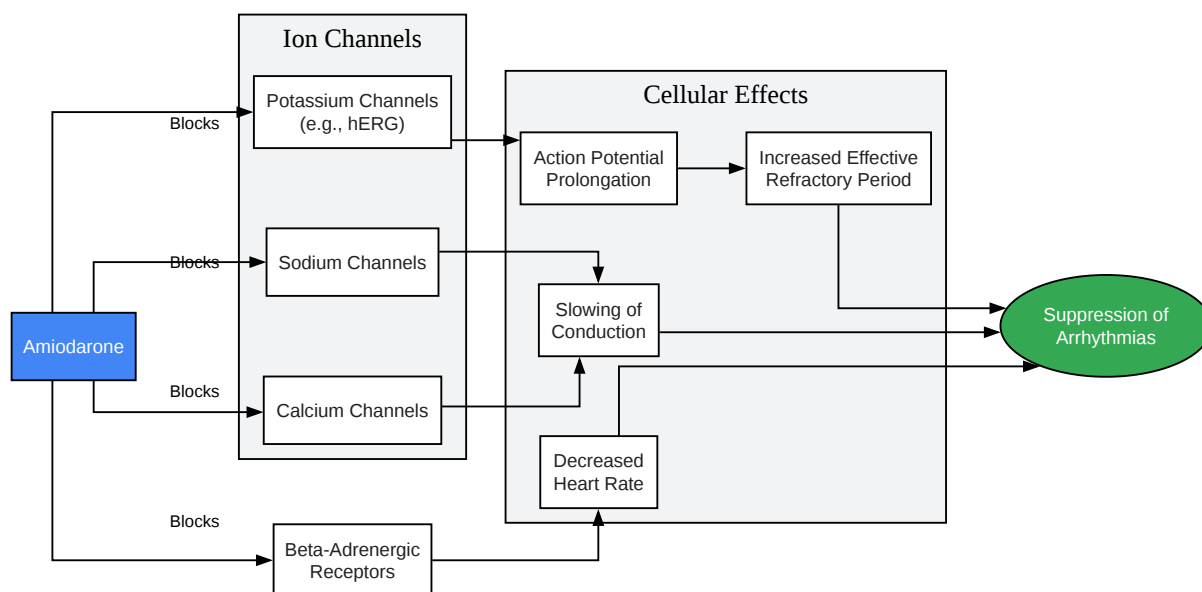 Ion Channels
Potassium Channels
(e.g., hERG)
Blocks
Cellular Effects
Action Potential
Prolongation
Increased Effective
Refractory Period
Blocks
Sodium Channels
Slowing of
Conduction
Suppression of
Arrhythmias
Amiodarone
Blocks
Calcium Channels
Decreased
Heart Rate
Blocks
Beta-Adrenergic
Receptors